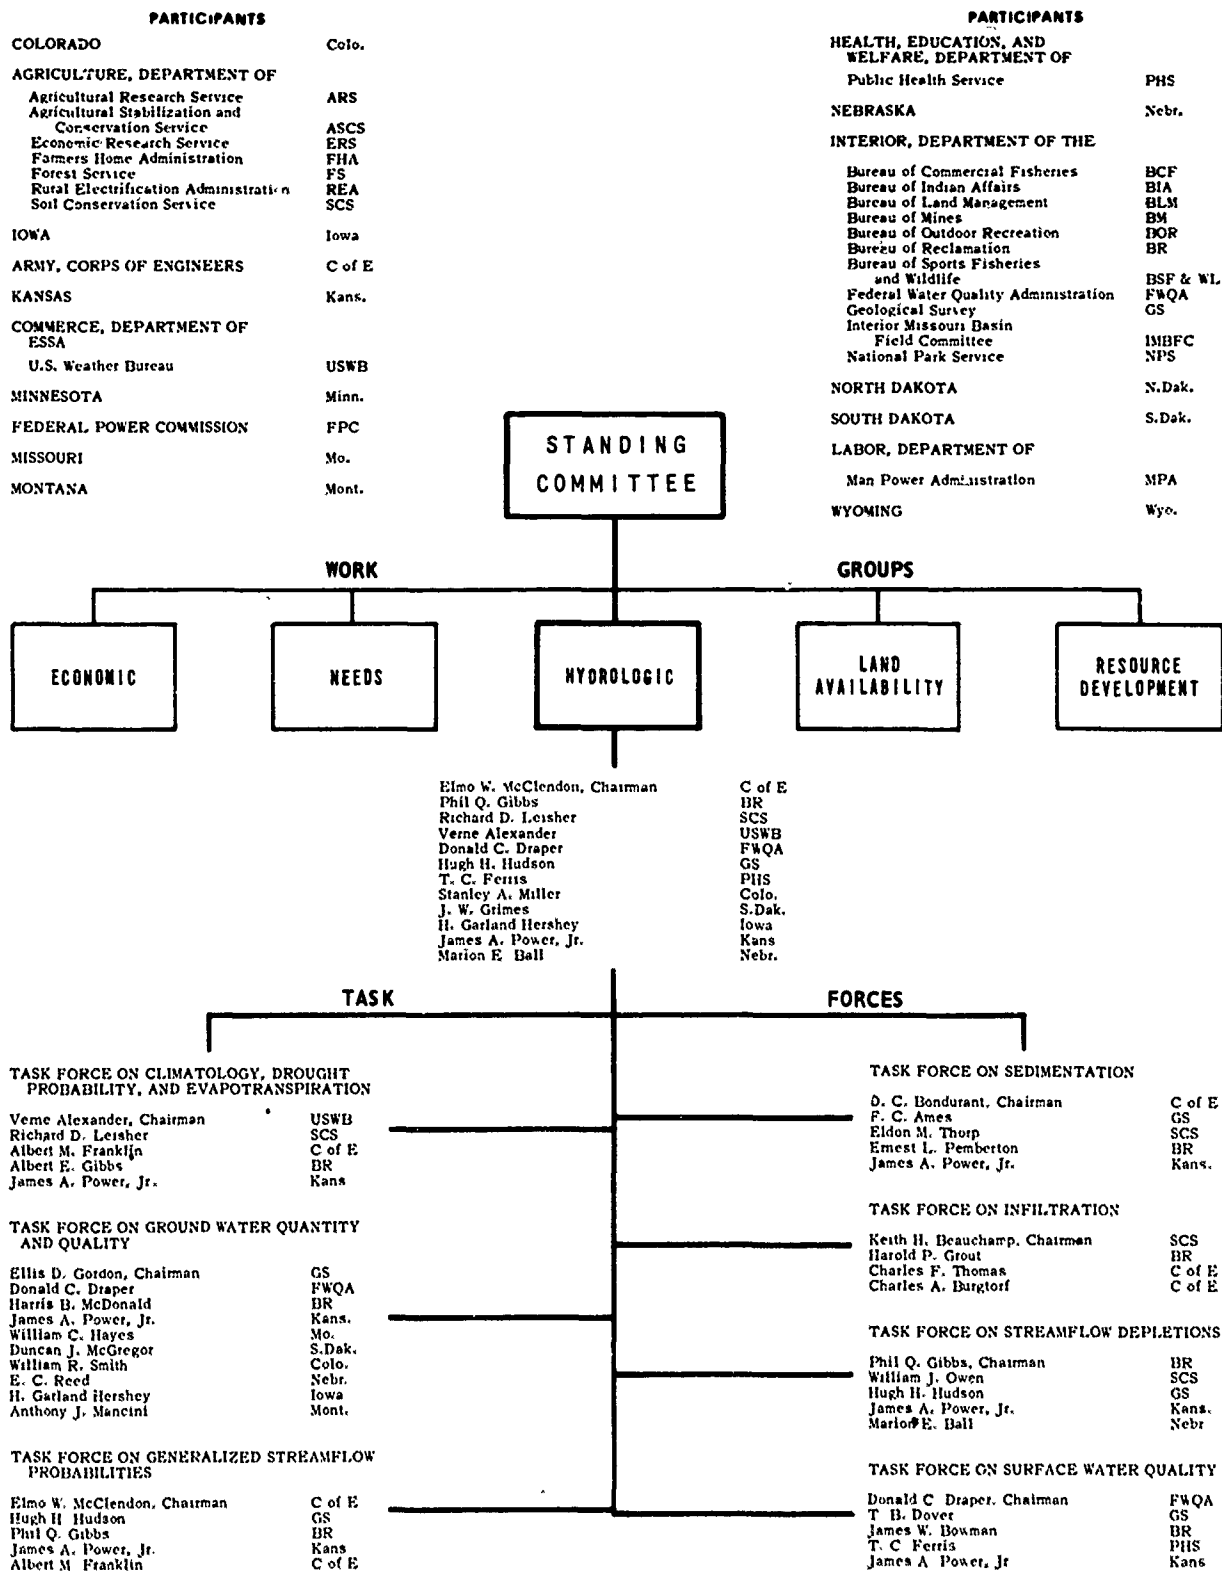 PARTICIPANTS
COLORADO Colo.
AGRICULTURE, DEPARTMENT OF
Agricultural Research Service ARS
Agricultural Stabilization and
Conservation Service ASCS
Economic Research Service ERS
Farmers Home Administration FHA
Forest Service FS
Rural Electrification Administration REA
Soil Conservation Service SCS
IOWA Iowa
ARMY, CORPS OF ENGINEERS C of E
KANSAS Kans.
COMMERCE, DEPARTMENT OF
ESSA
U.S. Weather Bureau USWB
MINNESOTA Minn.
FEDERAL POWER COMMISSION FPC
MISSOURI Mo.
MONTANA Mont.
PARTICIPANTS
HEALTH, EDUCATION, AND
WELFARE, DEPARTMENT OF
Public Health Service PHS
NEBRASKA Nebr.
INTERIOR, DEPARTMENT OF THE
Bureau of Commercial Fisheries BCF
Bureau of Indian Affairs BIA
Bureau of Land Management BLM
Bureau of Mines BM
Bureau of Outdoor Recreation BOR
Bureau of Reclamation BR
Bureau of Sports Fisheries
and Wildlife BSF & WL
Federal Water Quality Administration FWQA
Geological Survey GS
Interior Missouri Basin
Field Committee IMBFC
National Park Service NPS
NORTH DAKOTA N.Dak.
SOUTH DAKOTA S.Dak.
LABOR, DEPARTMENT OF
Man Power Administration MPA
WYOMING Wyo.
STANDING
COMMITTEE
WORK GROUPS
ECONOMIC
NEEDS
HYDROLOGIC
LAND
AVAILABILITY
RESOURCE
DEVELOPMENT
Elmo W. McClendon, Chairman C of E
Phil Q. Gibbs BR
Richard D. Leisher SCS
Verne Alexander USWB
Donald C. Draper FWQA
Hugh H. Hudson GS
T. C. Ferris PHS
Stanley A. Miller Colo.
J. W. Grimes S.Dak.
H. Garland Hershey Iowa
James A. Power, Jr. Kans
Marion E Ball Nebr.
TASK FORCES
TASK FORCE ON CLIMATOLOGY, DROUGHT
PROBABILITY, AND EVAPOTRANSPIRATION
Verne Alexander, Chairman USWB
Richard D. Leisher SCS
Albert M. Franklin C of E
Albert E. Gibbs BR
James A. Power, Jr. Kans
TASK FORCE ON GROUND WATER QUANTITY
AND QUALITY
Ellis D. Gordon, Chairman GS
Donald C. Draper FWQA
Harris B. McDonald BR
James A. Power, Jr. Kans.
William C. Hayes Mo.
Duncan J. McGregor S.Dak.
William R. Smith Colo.
E. C. Reed Nebr.
H. Garland Hershey Iowa
Anthony J. Mancini Mont.
TASK FORCE ON GENERALIZED STREAMFLOW
PROBABILITIES
Elmo W. McClendon, Chairman C of E
Hugh H Hudson GS
Phil Q. Gibbs BR
James A. Power, Jr. Kans
Albert M Franklin C of E
TASK FORCE ON SEDIMENTATION
D. C. Bondurant, Chairman C of E
F. C. Ames GS
Eldon M. Thorp SCS
Ernest L. Pemberton BR
James A. Power, Jr. Kans.
TASK FORCE ON INFILTRATION
Keith H. Beauchamp, Chairman SCS
Harold P. Grout BR
Charles F. Thomas C of E
Charles A. Burgtorf C of E
TASK FORCE ON STREAMFLOW DEPLETIONS
Phil Q. Gibbs, Chairman BR
William J. Owen SCS
Hugh H. Hudson GS
James A. Power, Jr. Kans.
Marion E. Ball Nebr
TASK FORCE ON SURFACE WATER QUALITY
Donald C Draper, Chairman FWQA
T B. Dover GS
James W. Bowman BR
T. C Ferris PHS
James A Power, Jr Kans